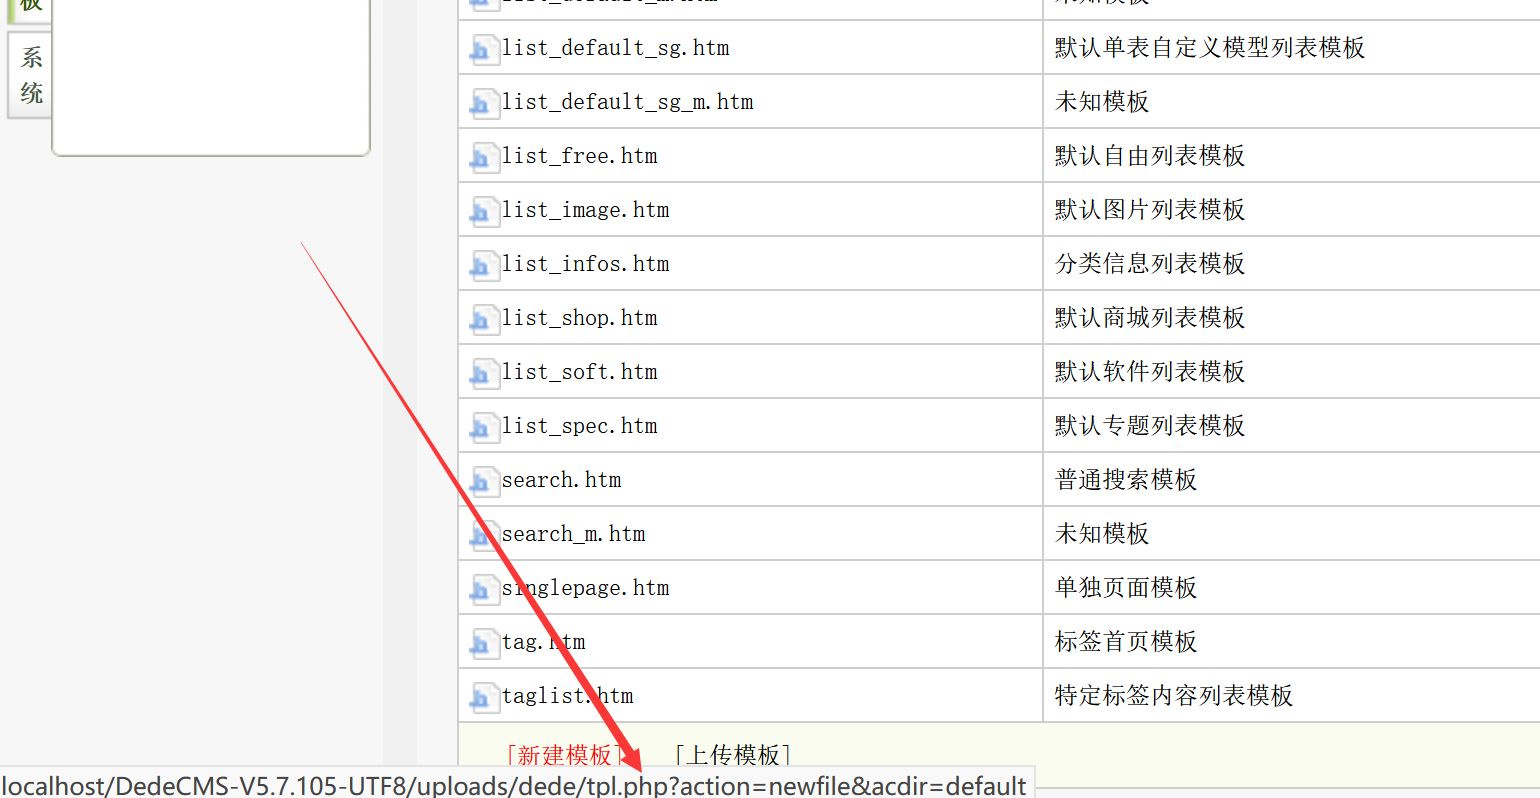 板
系
统
list_default_m.htm 未知模板
list_default_sg.htm 默认单表自定义模型列表模板
list_default_sg_m.htm 未知模板
list_free.htm 默认自由列表模板
list_image.htm 默认图片列表模板
list_infos.htm 分类信息列表模板
list_shop.htm 默认商城列表模板
list_soft.htm 默认软件列表模板
list_spec.htm 默认专题列表模板
search.htm 普通搜索模板
search_m.htm 未知模板
singlepage.htm 单独页面模板
tag.htm 标签首页模板
taglist.htm 特定标签内容列表模板
[新建模板] [上传模板]
localhost/DedeCMS-V5.7.105-UTF8/uploads/dede/tpl.php?action=newfile&acdir=default